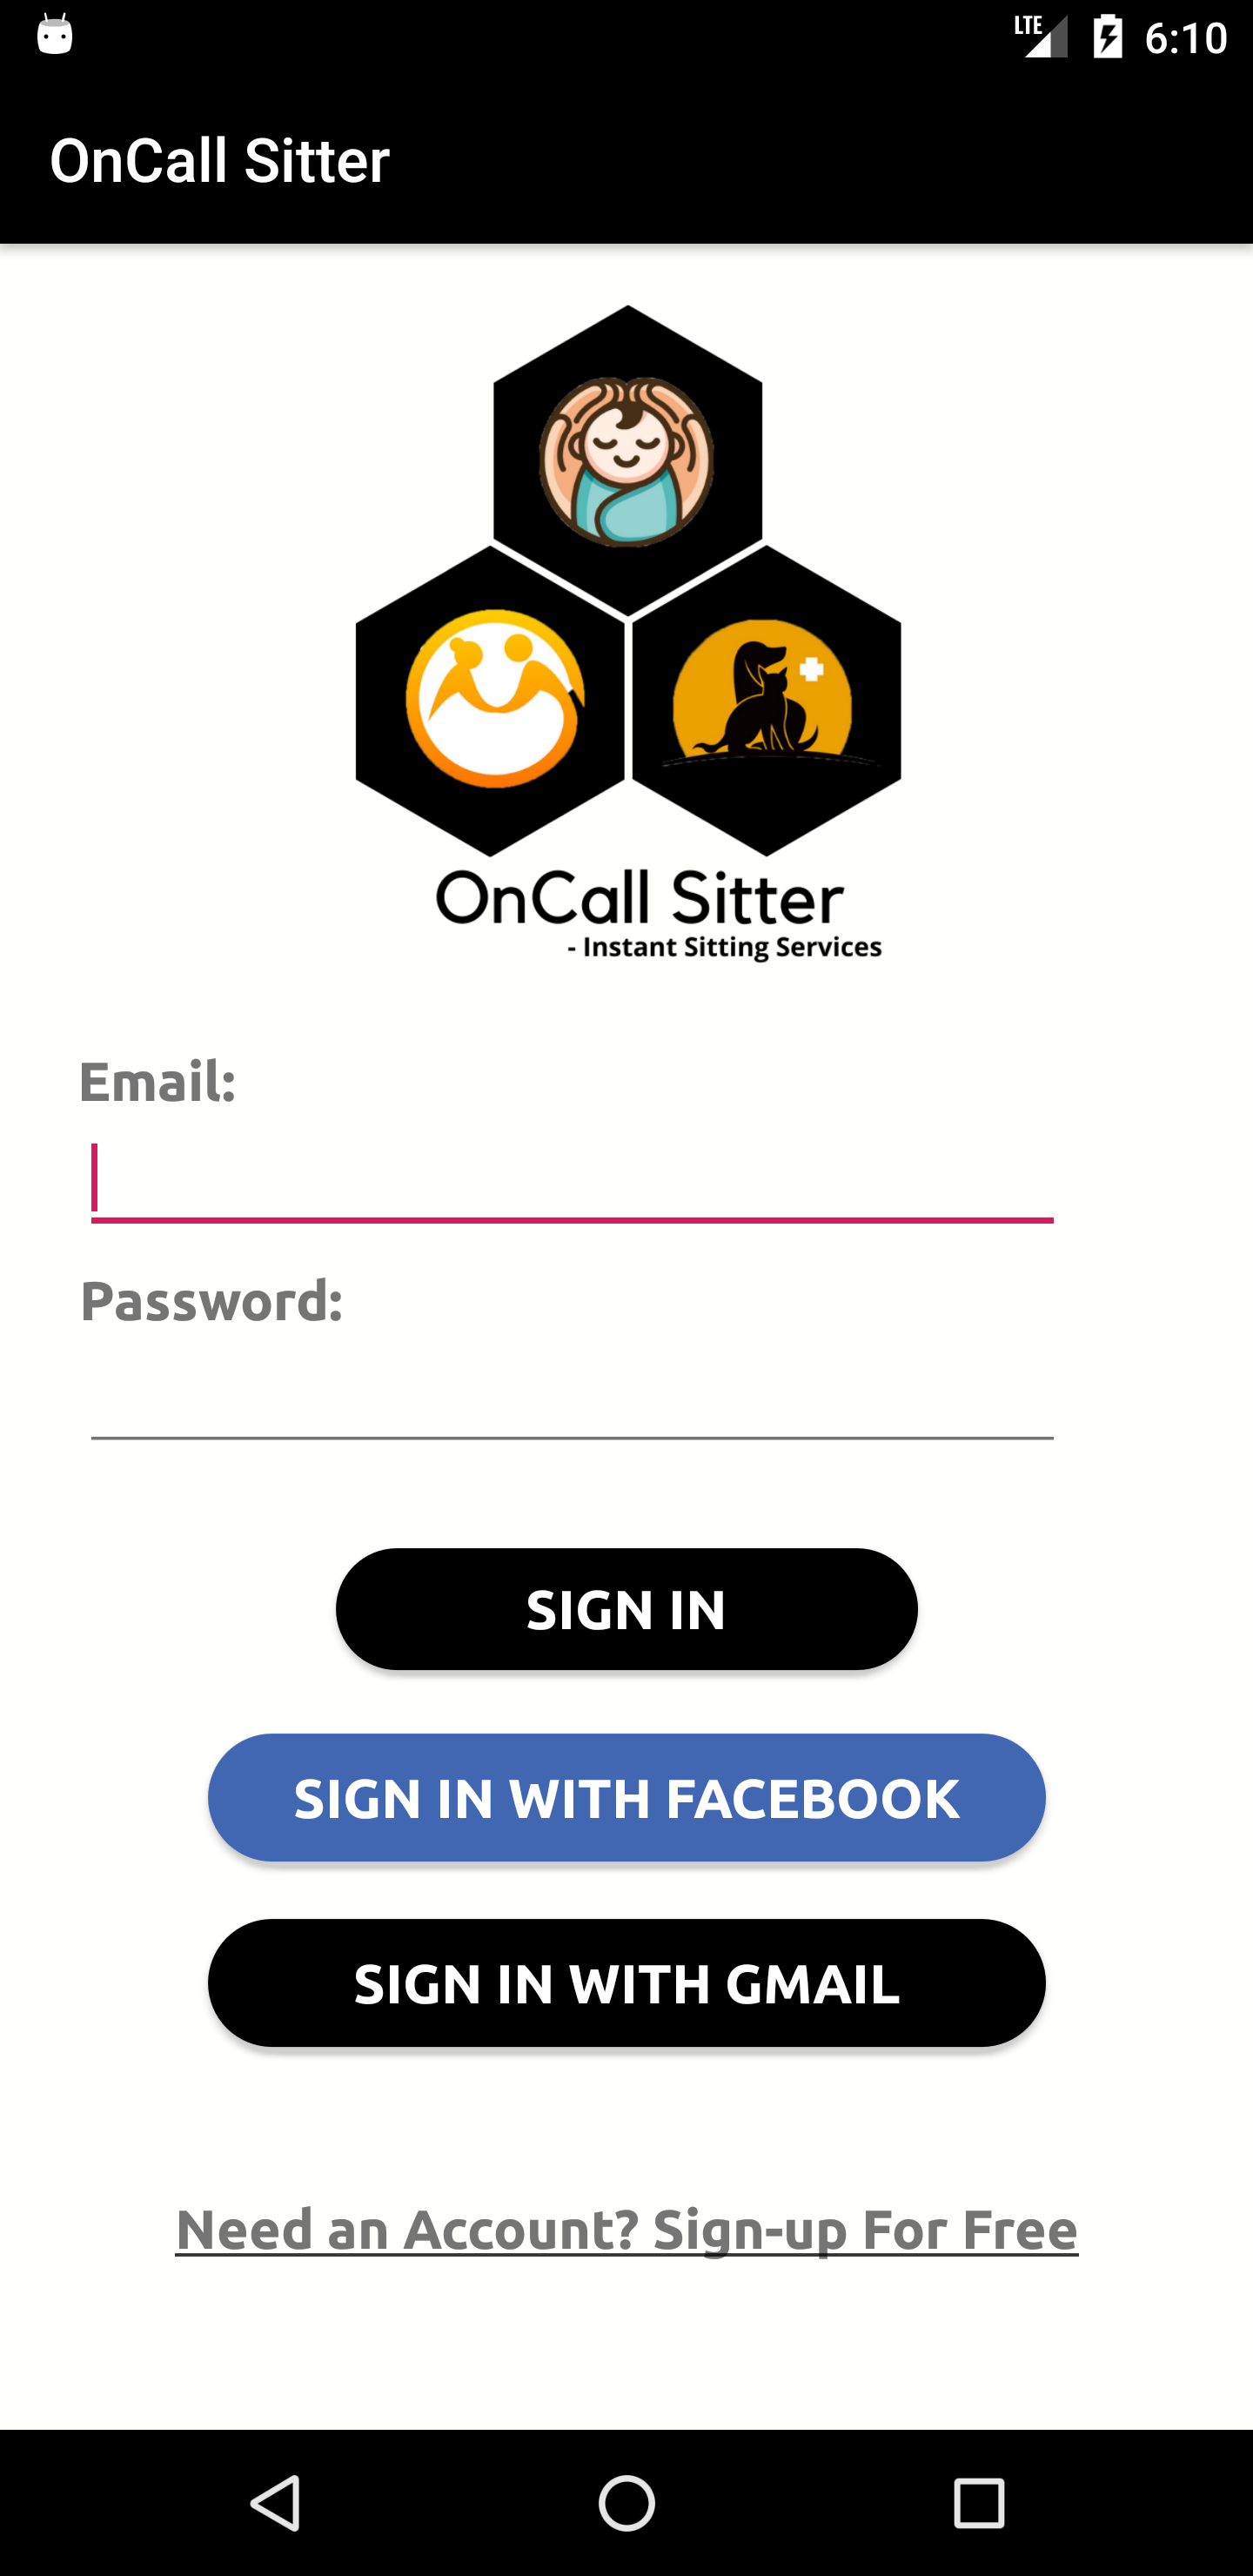 LTE 6:10
OnCall Sitter
OnCall Sitter
- Instant Sitting Services
Email:
Password:
SIGN IN
SIGN IN WITH FACEBOOK
SIGN IN WITH GMAIL
Need an Account? Sign-up For Free